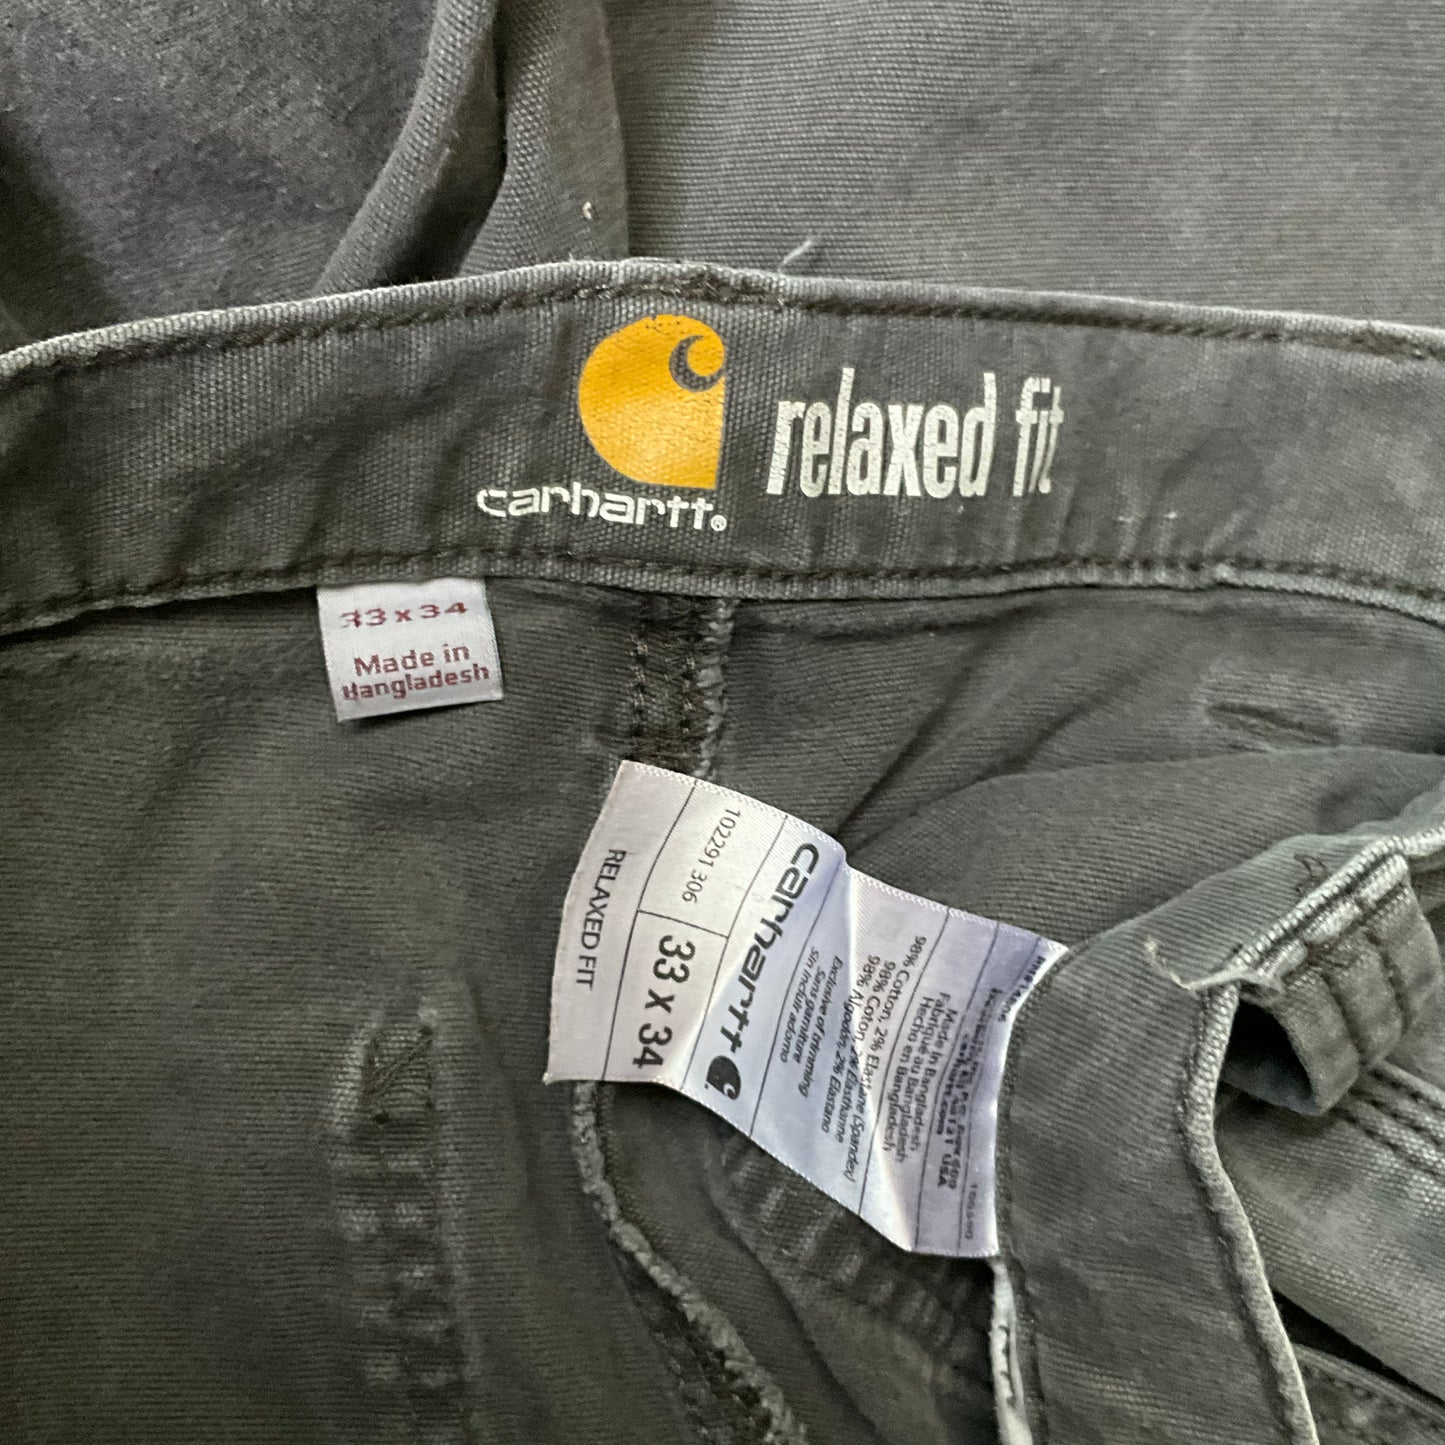 carhartt®
relaxed fit
33 x 34
Made in
Bangladesh
RELAXED FIT
102291 306
33 x 34
carhartt
Exclusive of trimming
Sans garniture
Sin incluir adorno
98% Cotton, 2% Elastane (Spandex)
98% Coton, 2% Élasthanne
98% Algodon, 2% Elastano
Made in Bangladesh
Fabriqué au Bangladesh
Hecho en Bangladesh
USA